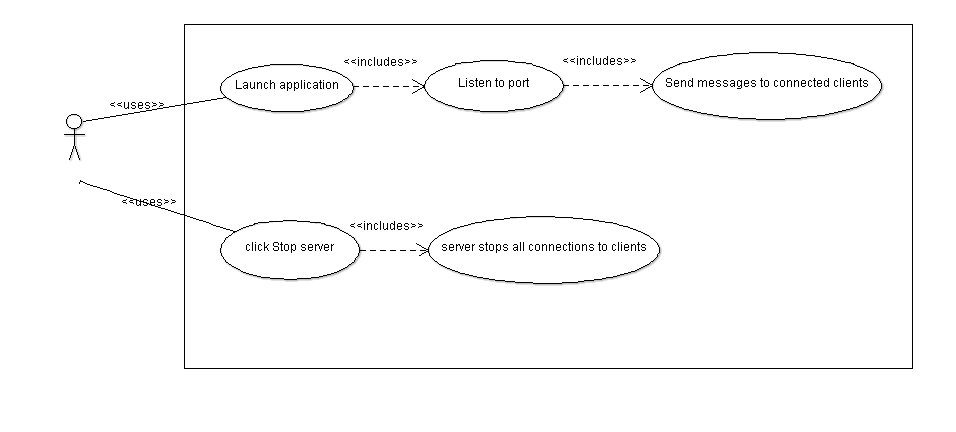 <<includes>>
<<includes>>
Launch application
Listen to port
Send messages to connected clients
<<uses>>
<<uses>>
<<includes>>
click Stop server
server stops all connections to clients